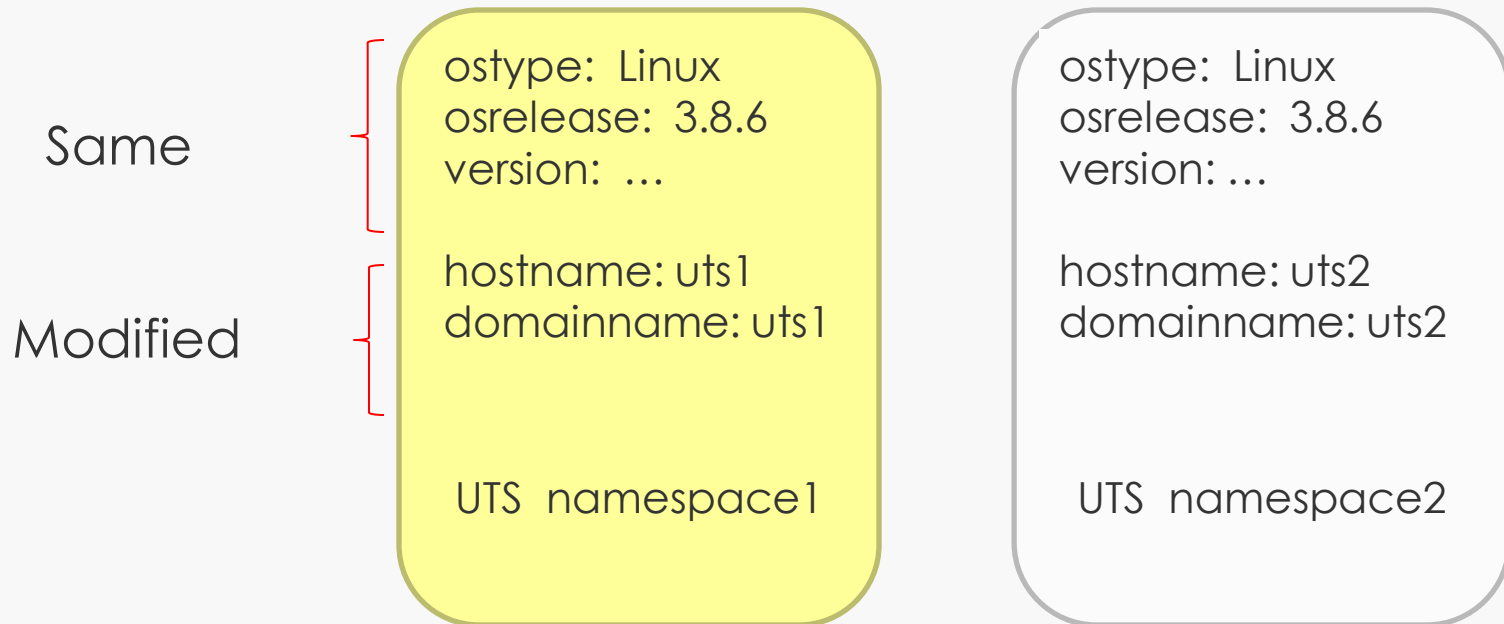 Same
Modified
ostype: Linux
osrelease: 3.8.6
version: …
hostname: uts1
domainname: uts1
UTS namespace1
ostype: Linux
osrelease: 3.8.6
version: …
hostname: uts2
domainname: uts2
UTS namespace2